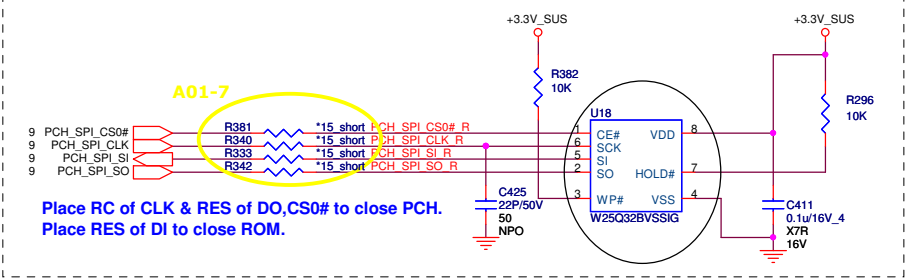 +3.3V_SUS
+3.3V_SUS
R382
10K
A01-7
U18
R296
10K
9 PCH_SPI_CS0# R381 *15_short PCH_SPI_CS0#_R 1 CE# VDD 8
9 PCH_SPI_CLK R340 *15_short PCH_SPI_CLK_R 6 SCK
9 PCH_SPI_SI R333 *15_short PCH_SPI_SI_R 5 SI
9 PCH_SPI_SO R342 *15_short PCH_SPI_SO_R 2 SO HOLD# 7
3 WP# VSS 4
W25Q32BVSSIG
C425
22P/50V
50
NPO
C411
0.1u/16V_4
X7R
16V
Place RC of CLK & RES of DO,CS0# to close PCH.
Place RES of DI to close ROM.